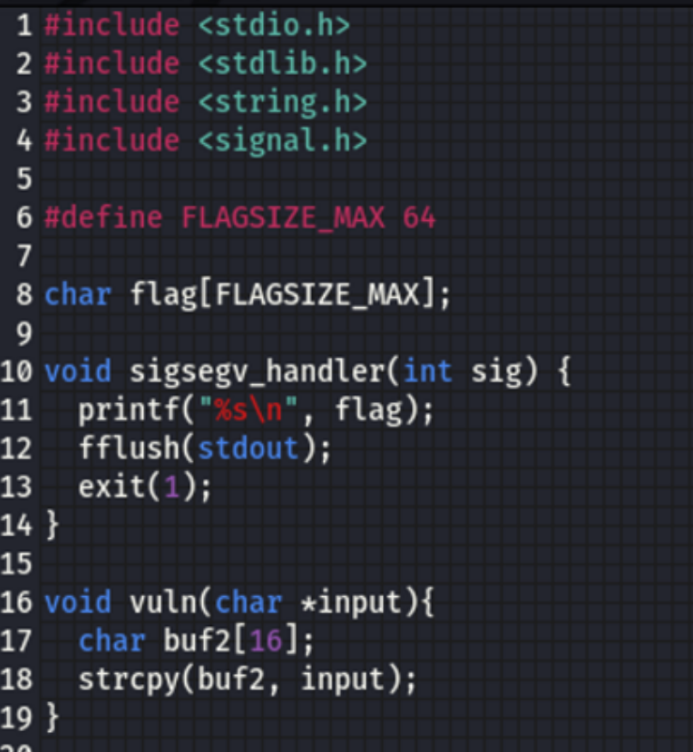 1 #include <stdio.h>
2 #include <stdlib.h>
3 #include <string.h>
4 #include <signal.h>
5
6 #define FLAGSIZE_MAX 64
7
8 char flag[FLAGSIZE_MAX];
9
10 void sigsegv_handler(int sig) {
11   printf("%s\n", flag);
12   fflush(stdout);
13   exit(1);
14 }
15
16 void vuln(char *input){
17   char buf2[16];
18   strcpy(buf2, input);
19 }